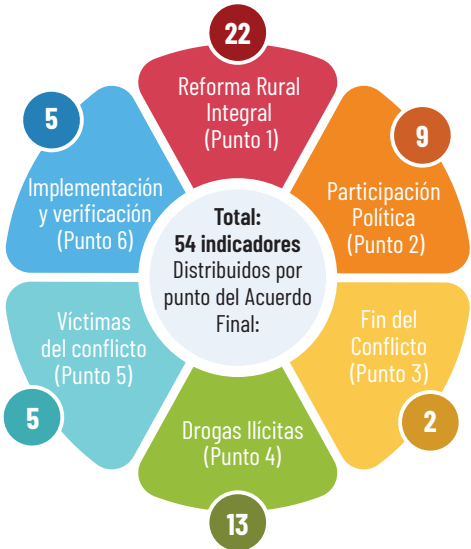 22
Reforma Rural
Integral
(Punto 1)
9
Participación
Política
(Punto 2)
2
Fin del
Conflicto
(Punto 3)
13
Drogas Ilícitas
(Punto 4)
5
Víctimas
del conflicto
(Punto 5)
5
Implementación
y verificación
(Punto 6)
Total:
54 indicadores
Distribuidos por
punto del Acuerdo
Final: